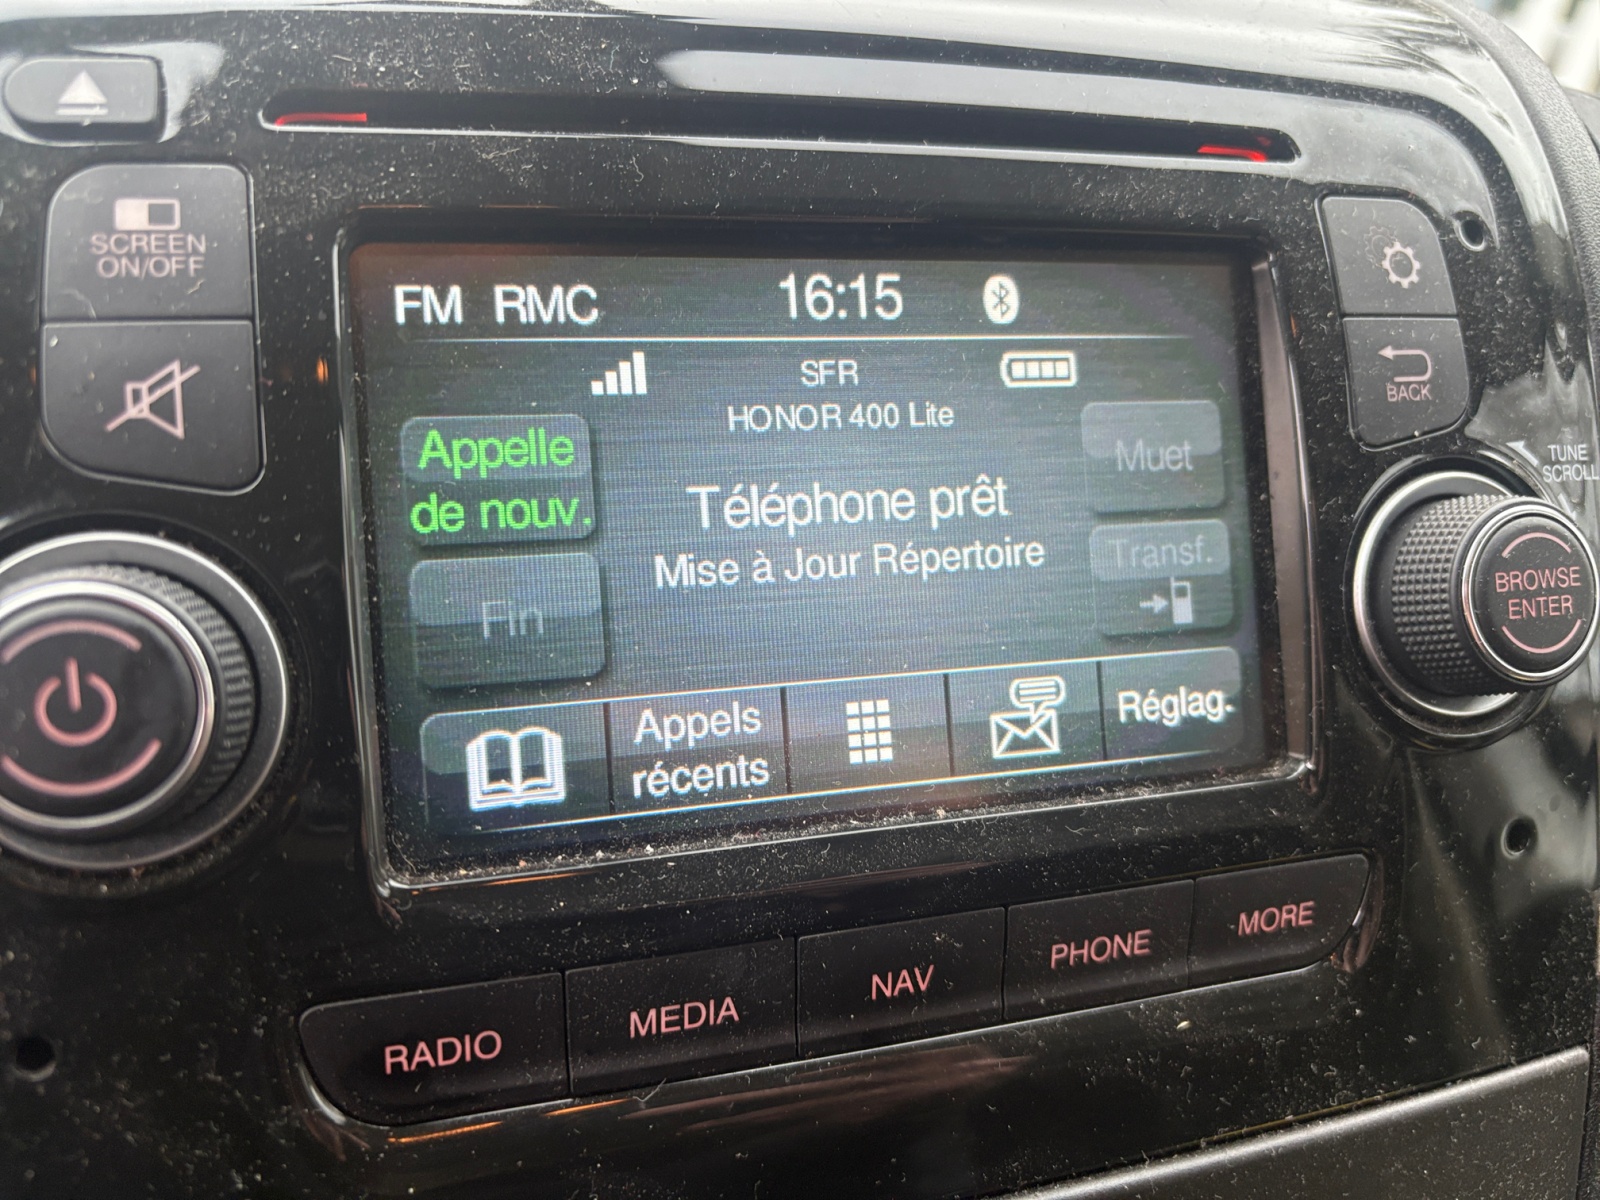 SCREEN
ON/OFF
FM RMC 16:15
SFR
HONOR 400 Lite
Appelle
de nouv.
Muet
Téléphone prêt
Mise à Jour Répertoire
Transf.
Fin
Appels
récents
Réglag.
BACK
TUNE
SCROLL
BROWSE
ENTER
RADIO
MEDIA
NAV
PHONE
MORE